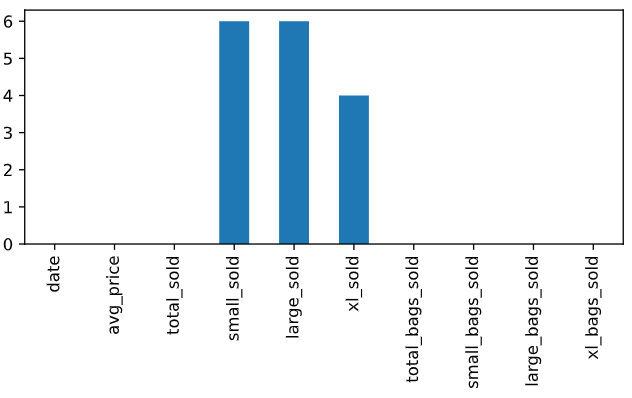 6
5
4
3
2
1
0
date
avg_price
total_sold
small_sold
large_sold
xl_sold
total_bags_sold
small_bags_sold
large_bags_sold
xl_bags_sold